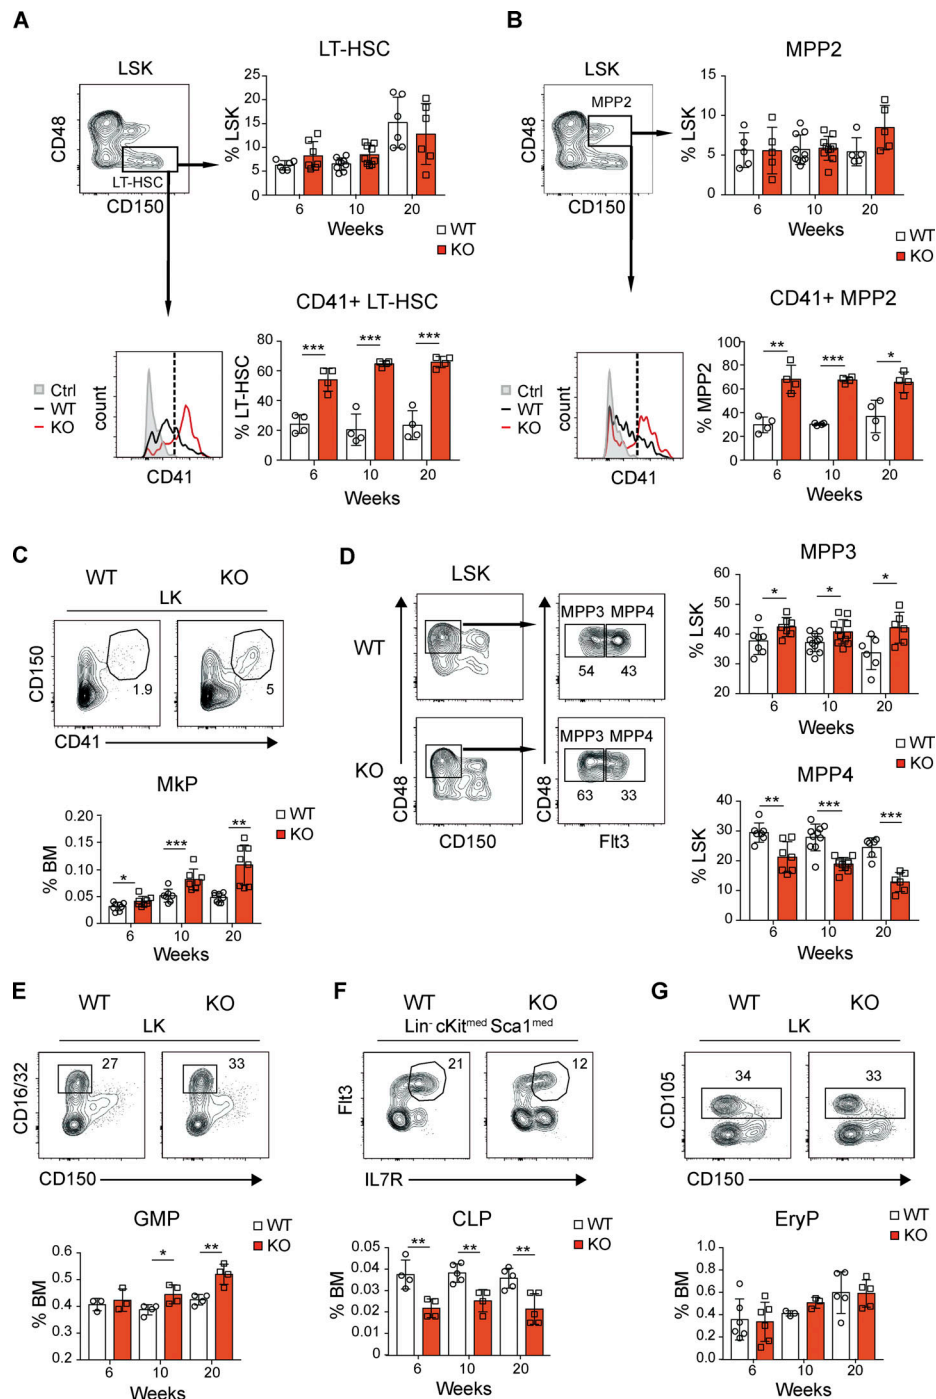 A
LT-HSC
LSK
CD48
LT-HSC
CD150
% LSK
25
20
15
10
5
0
6 10 20
Weeks
WT
KO
CD41+ LT-HSC
Ctrl
WT
KO
count
CD41
% LT-HSC
80
60
40
20
0
*** *** ***
6 10 20
Weeks
B
MPP2
LSK
MPP2
CD48
CD150
% LSK
15
10
5
0
6 10 20
Weeks
WT
KO
CD41+ MPP2
Ctrl
WT
KO
count
CD41
% MPP2
100
80
60
40
20
0
** *** *
6 10 20
Weeks
C
WT KO
LK
CD150
1.9 5
CD41
MkP
WT
KO
% BM
0.20
0.15
0.10
0.05
0
* *** **
6 10 20
Weeks
D
LSK
WT
MPP3 MPP4
54 43
KO
MPP3 MPP4
63 33
CD48
CD150
CD48
Flt3
MPP3
% LSK
60
50
40
30
20
* * *
6 10 20
WT
KO
MPP4
% LSK
40
30
20
10
0
** *** ***
6 10 20
Weeks
E
WT KO
LK
CD16/32
27 33
CD150
GMP
WT
KO
% BM
0.6
0.5
0.4
0.3
0.2
* **
6 10 20
Weeks
F
WT KO
Lin- cKitmed Sca1med
Flt3
21 12
IL7R
CLP
WT
KO
% BM
0.05
0.04
0.03
0.02
0.01
0
** ** **
6 10 20
Weeks
G
WT KO
LK
CD105
34 33
CD150
EryP
WT
KO
% BM
1.0
0.8
0.6
0.4
0.2
0.0
6 10 20
Weeks